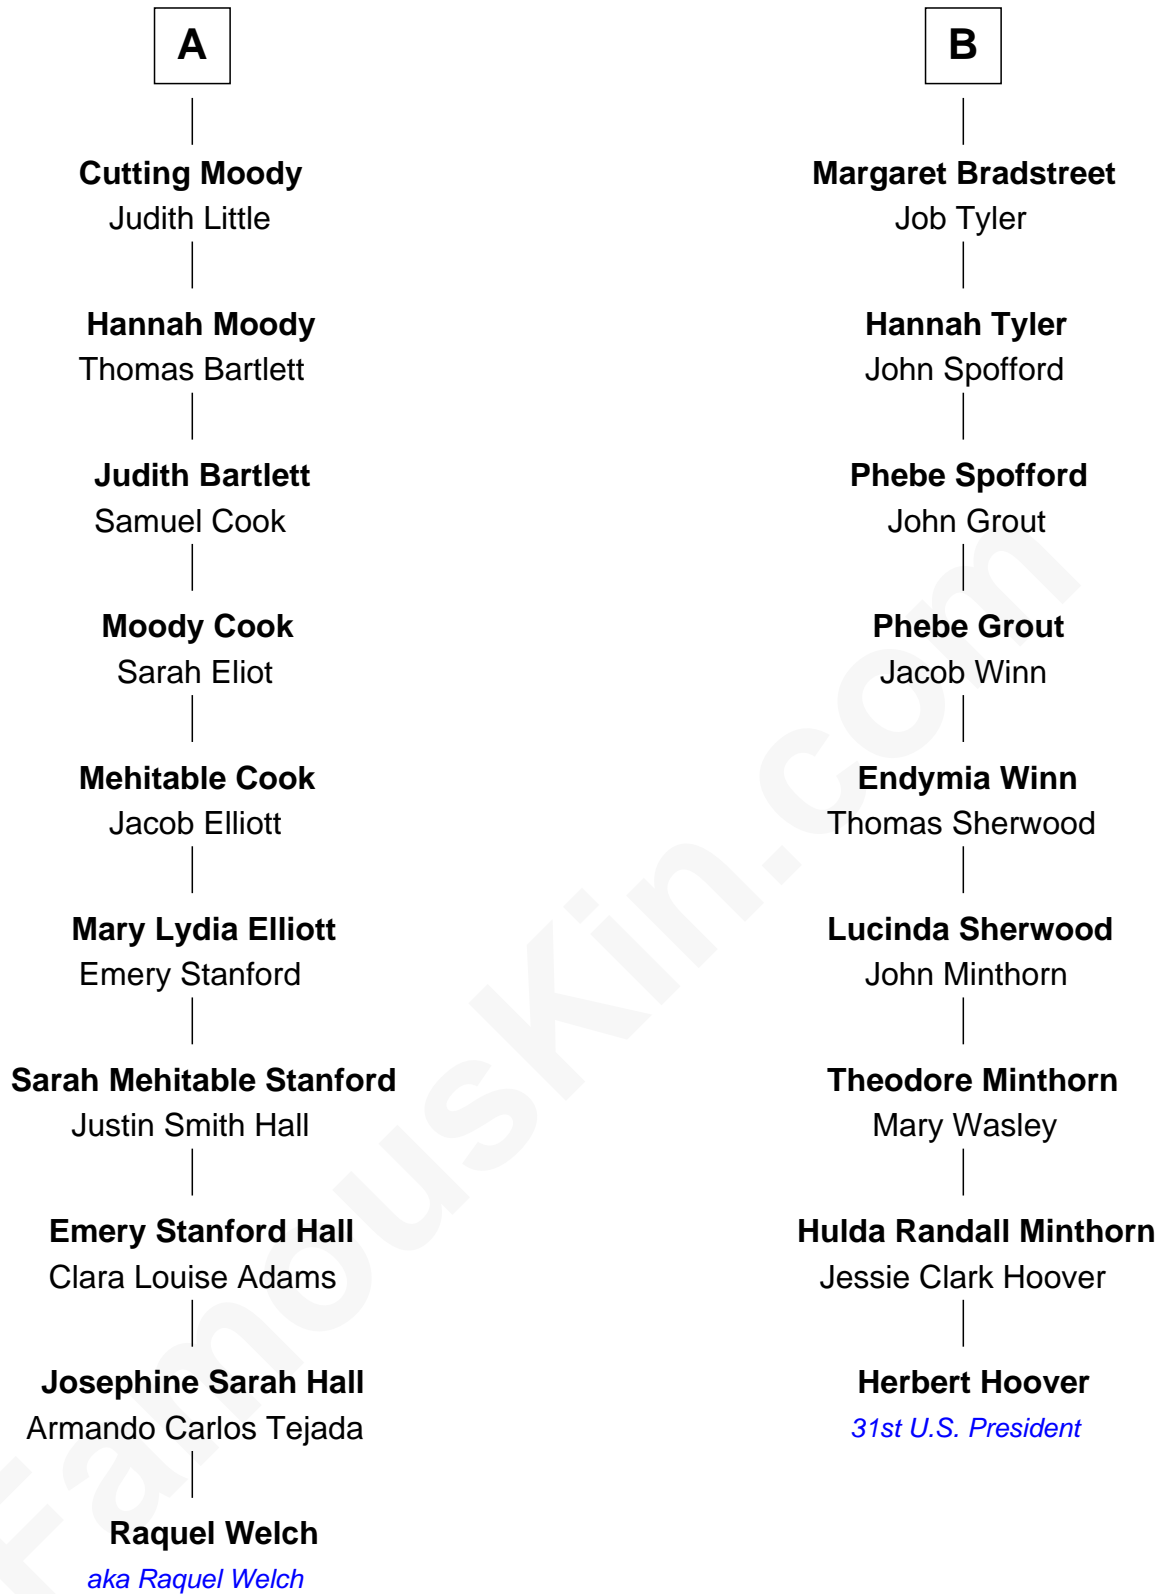 A
Cutting Moody
Judith Little
Hannah Moody
Thomas Bartlett
Judith Bartlett
Samuel Cook
Moody Cook
Sarah Eliot
Mehitable Cook
Jacob Elliott
Mary Lydia Elliott
Emery Stanford
Sarah Mehitable Stanford
Justin Smith Hall
Emery Stanford Hall
Clara Louise Adams
Josephine Sarah Hall
Armando Carlos Tejada
Raquel Welch
aka Raquel Welch
B
Margaret Bradstreet
Job Tyler
Hannah Tyler
John Spofford
Phebe Spofford
John Grout
Phebe Grout
Jacob Winn
Endymia Winn
Thomas Sherwood
Lucinda Sherwood
John Minthorn
Theodore Minthorn
Mary Wasley
Hulda Randall Minthorn
Jessie Clark Hoover
Herbert Hoover
31st U.S. President
FamousKin.com